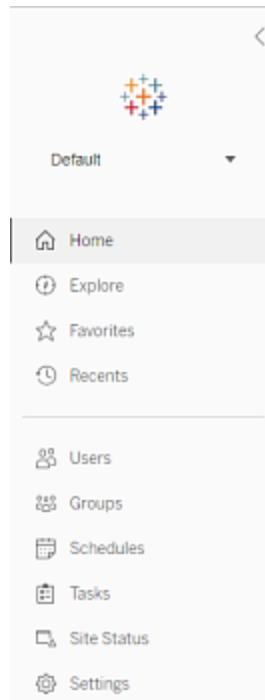 Default
Home
Explore
Favorites
Recents
Users
Groups
Schedules
Tasks
Site Status
Settings